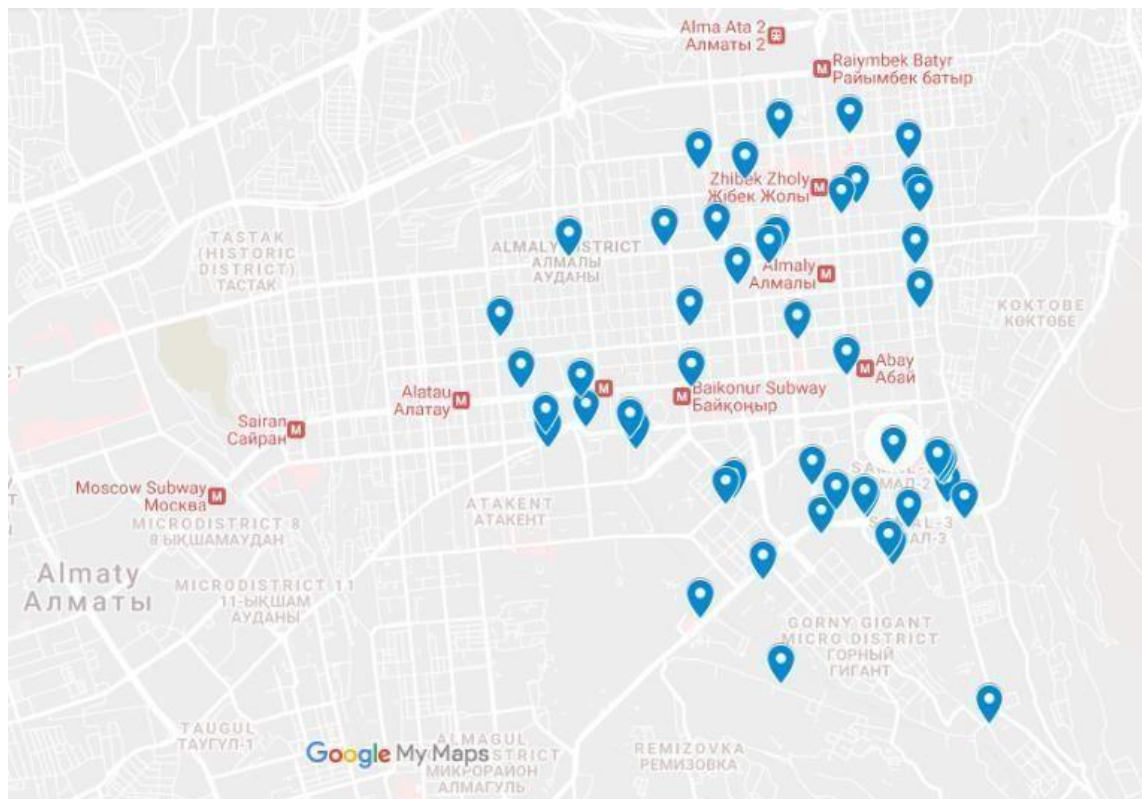 Alma Ata 2
Алматы 2
Raiymbek Batyr
Райымбек батыр
Zhibek Zholy
Жібек Жолы
TASTAK
(HISTORIC
DISTRICT)
ТАСТАК
ALMALY DISTRICT
АЛМАЛЫ
АУДАНЫ
Almaly
Алмалы
KOKTOBE
КӨКТӨБЕ
Abay
Абай
Alatau
Алатау
Baikonur Subway
Байқоңыр
Sairan
Сайран
Moscow Subway
Москва
MICRODISTRICT 8
8 ЫҚШАМАУДАН
ATAKENT
АТАКЕНТ
Almaty
Алматы
MICRODISTRICT 11
11-ЫҚШАМ
АУДАНЫ
GORNY GIGANT
MICRO DISTRICT
ГОРНЫЙ
ГИГАНТ
TAUGUL
ТАУГУЛ-1
Google My Maps
ALMAGUL
DISTRICT
МИКРОРАЙОН
АЛМАГУЛЬ
REMIZOVKA
РЕМИЗОВКА